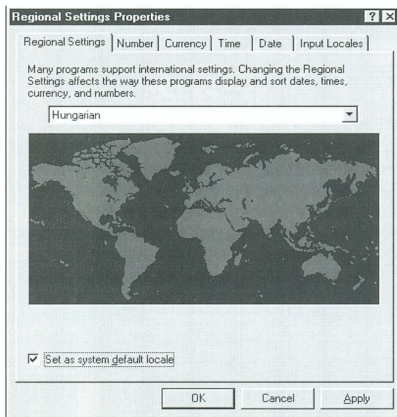 Regional Settings Properties
Regional Settings
Number
Currency
Time
Date
Input Locales
Many programs support international settings. Changing the Regional
Settings affects the way these programs display and sort dates, times,
currency, and numbers.
Hungarian
Set as system default locale
OK
Cancel
Apply